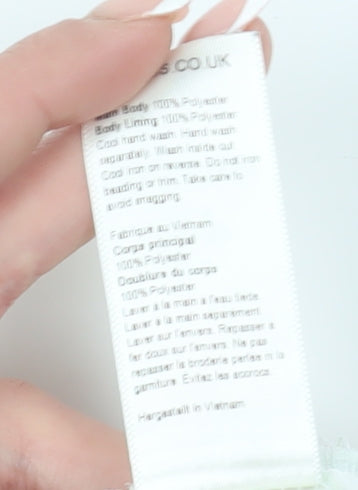 S.CO.UK
Main Body 100% Polyester
Body Lining 100% Polyester
Cool hand wash. Hand wash
separately. Wash inside out.
Cool iron on reverse. Do not iron
beading or trim. Take care to
avoid snagging.
Fabriqué au Vietnam
Corps principal
100% Polyester
Doublure du corps
100% Polyester
Laver à la main à l'eau tiède.
Laver à la main séparément.
Laver sur l'envers. Repasser à
fer doux sur l'envers. Ne pas
repasser la broderie perlée ni la
garniture. Évitez les accrocs.
Hergestellt in Vietnam